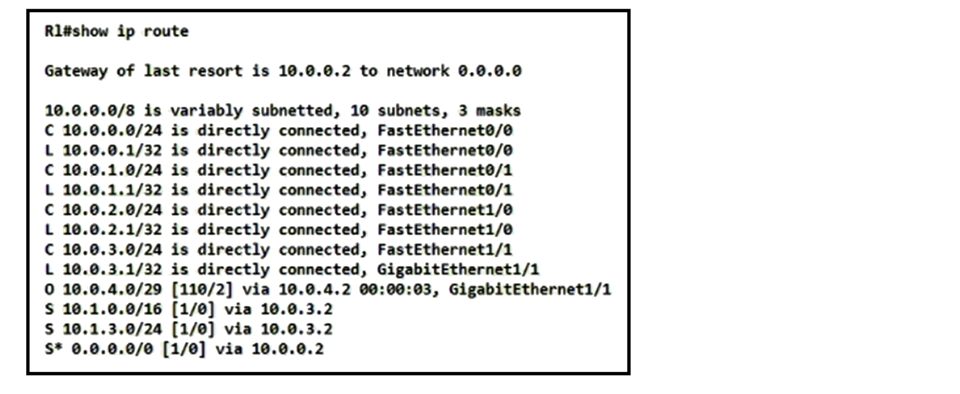 R1#show ip route
Gateway of last resort is 10.0.0.2 to network 0.0.0.0
10.0.0.0/8 is variably subnetted, 10 subnets, 3 masks
C 10.0.0.0/24 is directly connected, FastEthernet0/0
L 10.0.0.1/32 is directly connected, FastEthernet0/0
C 10.0.1.0/24 is directly connected, FastEthernet0/1
L 10.0.1.1/32 is directly connected, FastEthernet0/1
C 10.0.2.0/24 is directly connected, FastEthernet1/0
L 10.0.2.1/32 is directly connected, FastEthernet1/0
C 10.0.3.0/24 is directly connected, FastEthernet1/1
L 10.0.3.1/32 is directly connected, GigabitEthernet1/1
O 10.0.4.0/29 [110/2] via 10.0.4.2 00:00:03, GigabitEthernet1/1
S 10.1.0.0/16 [1/0] via 10.0.3.2
S 10.1.3.0/24 [1/0] via 10.0.3.2
S* 0.0.0.0/0 [1/0] via 10.0.0.2